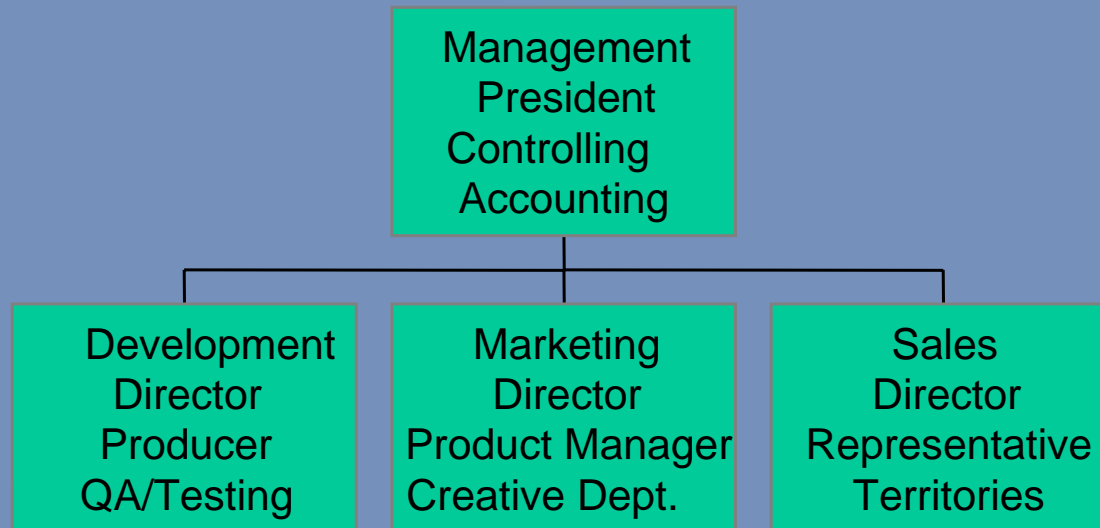 Management
President
Controlling
Accounting
Development
Director
Producer
QA/Testing
Marketing
Director
Product Manager
Creative Dept.
Sales
Director
Representative
Territories